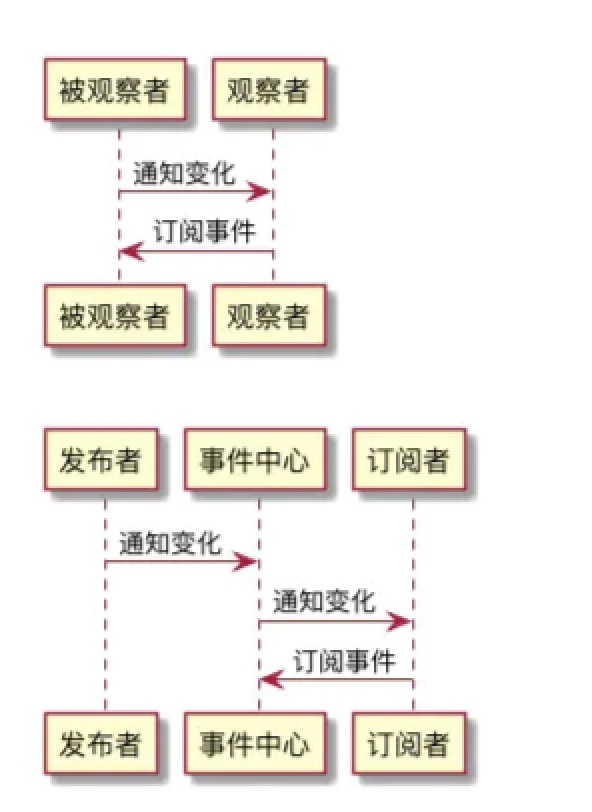 被观察者 观察者
通知变化
订阅事件
被观察者 观察者
发布者 事件中心 订阅者
通知变化
通知变化
订阅事件
发布者 事件中心 订阅者